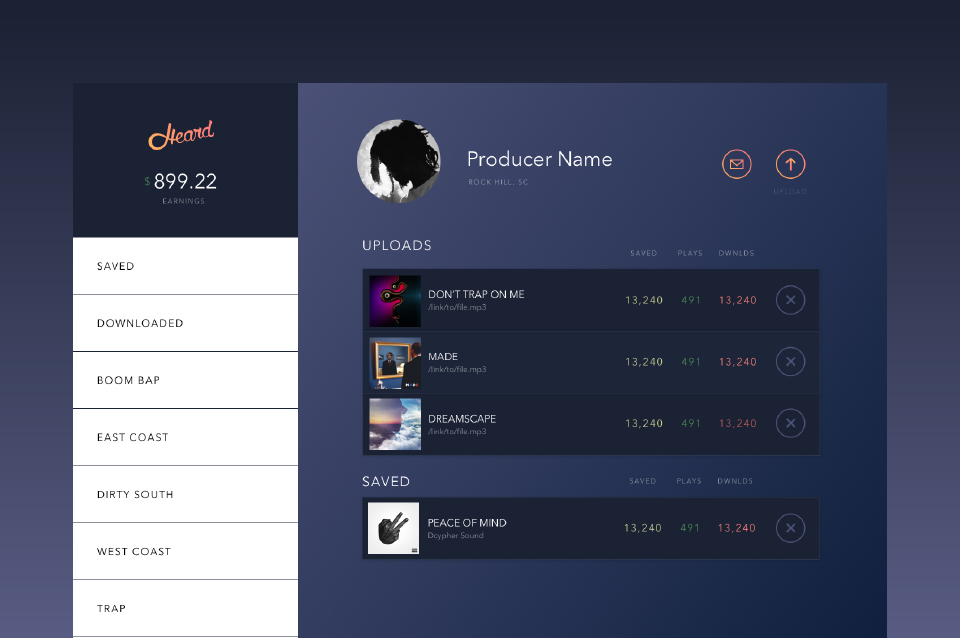 Heard
$ 899.22
EARNINGS
SAVED
DOWNLOADED
BOOM BAP
EAST COAST
DIRTY SOUTH
WEST COAST
TRAP
Producer Name
ROCK HILL, SC
UPLOAD
UPLOADS
SAVED PLAYS DWNLDS
DON'T TRAP ON ME
/link/to/file.mp3
13,240 491 13,240
MADE
/link/to/file.mp3
13,240 491 13,240
DREAMSCAPE
/link/to/file.mp3
13,240 491 13,240
SAVED
SAVED PLAYS DWNLDS
PEACE OF MIND
Dcypher Sound
13,240 491 13,240